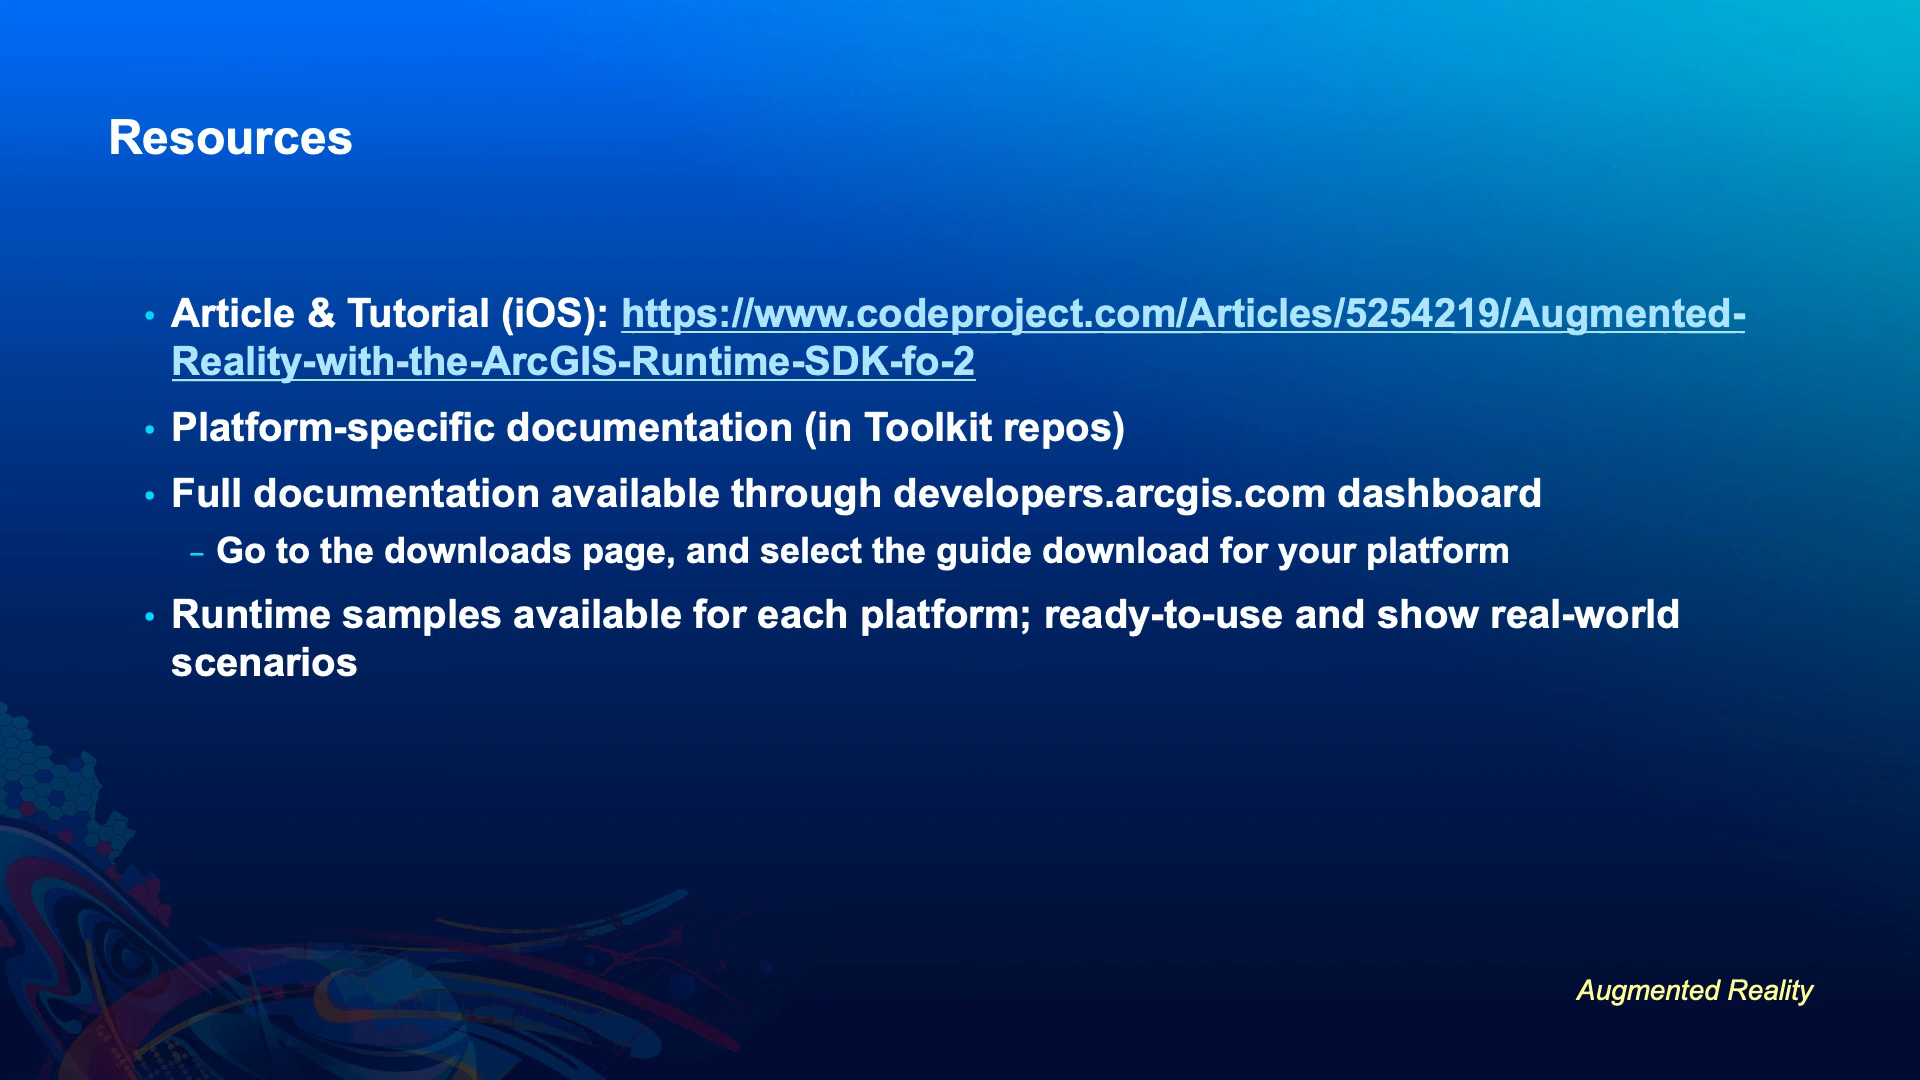 Resources
• Article & Tutorial (iOS): https://www.codeproject.com/Articles/5254219/Augmented-
Reality-with-the-ArcGIS-Runtime-SDK-fo-2
• Platform-specific documentation (in Toolkit repos)
• Full documentation available through developers.arcgis.com dashboard
– Go to the downloads page, and select the guide download for your platform
• Runtime samples available for each platform; ready-to-use and show real-world
scenarios
Augmented Reality